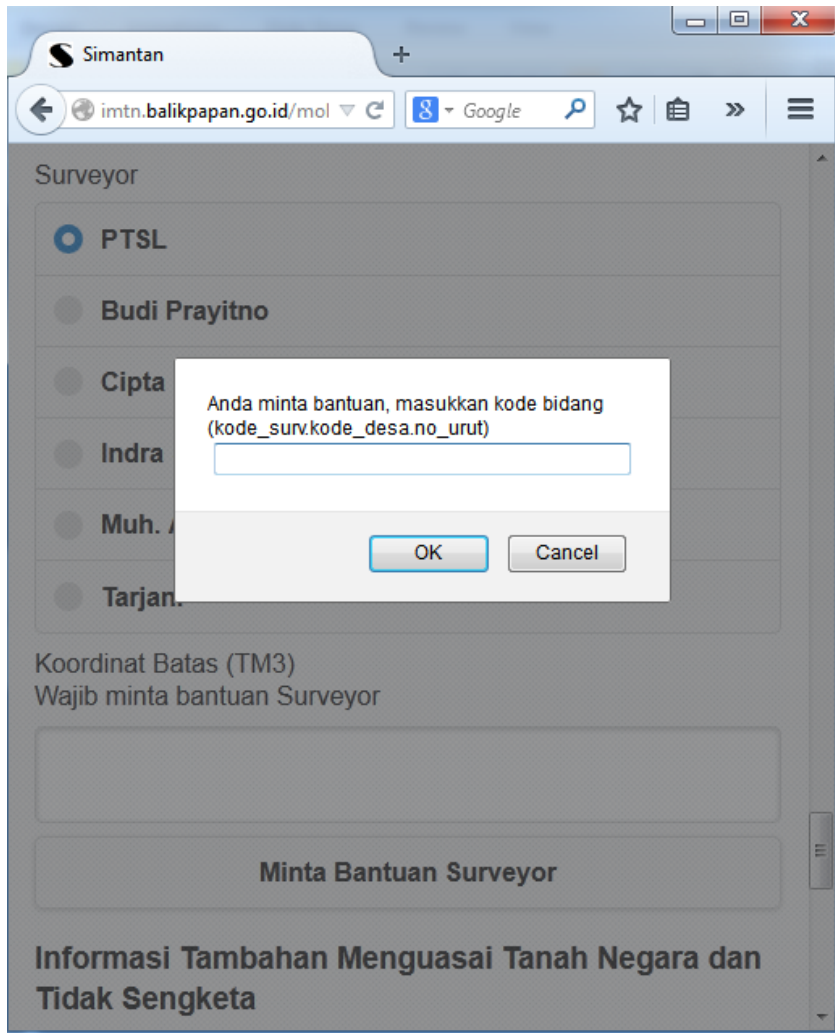 Simantan
imtn.balikpapan.go.id/mol
Google
Surveyor
PTSL
Budi Prayitno
Cipta
Indra
Muh.
Anda minta bantuan, masukkan kode bidang
(kode_surv.kode_desa.no_urut)
OK Cancel
Koordinat Batas (TM3)
Wajib minta bantuan Surveyor
Minta Bantuan Surveyor
Informasi Tambahan Menguasai Tanah Negara dan
Tidak Sengketa